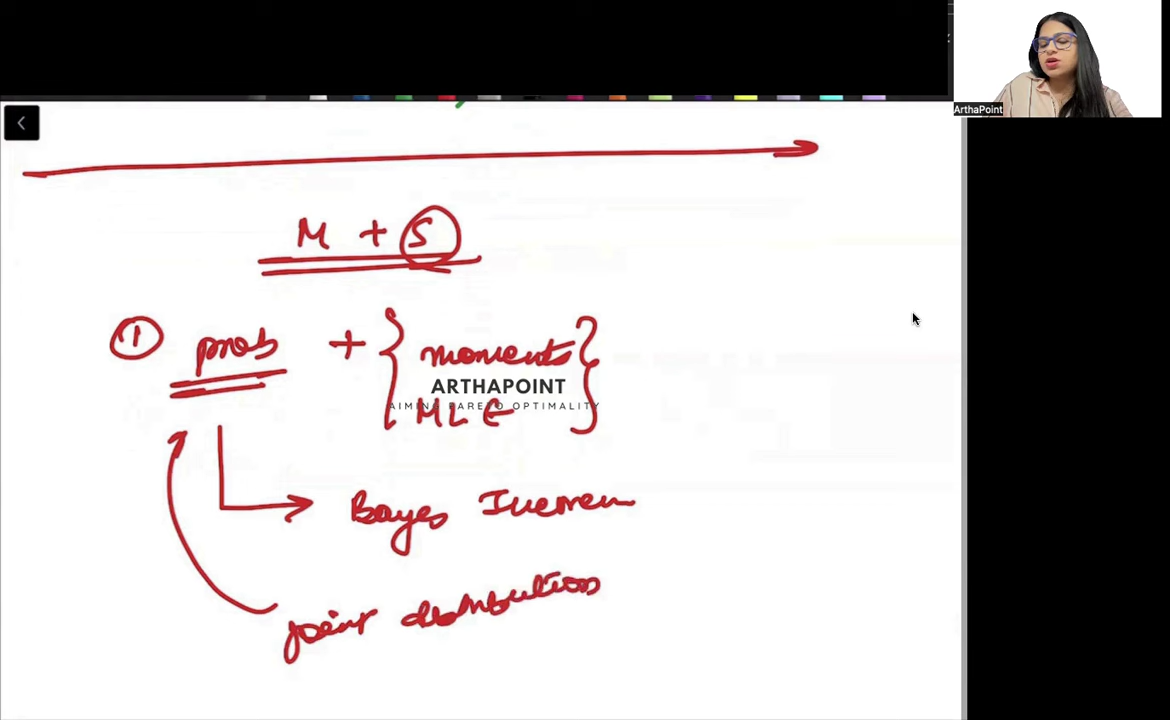 ArthaPoint
M + S
① prob + { moments }
ARTHAPOINT
AIMING PARETO OPTIMALITY
MLE
Bayes Theorem
joint distribution